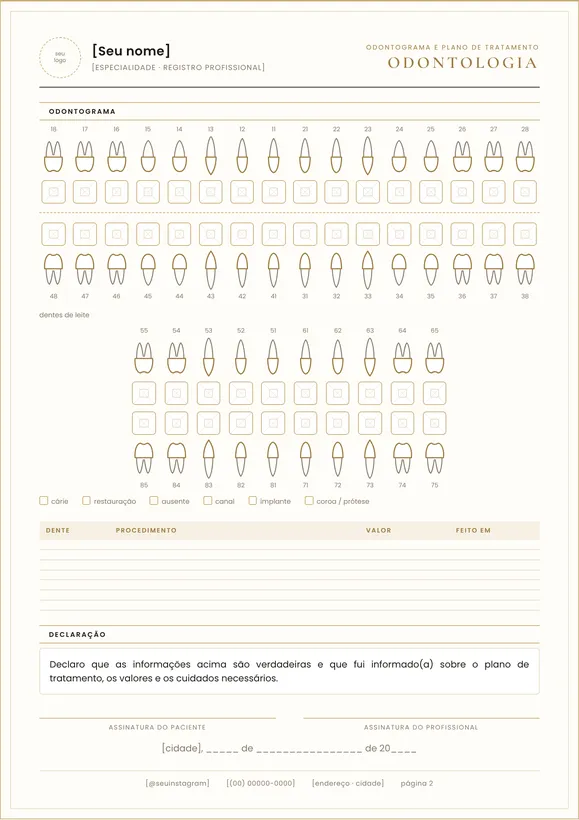 seu
logo
[Seu nome]
[ESPECIALIDADE · REGISTRO PROFISSIONAL]
ODONTOGRAMA E PLANO DE TRATAMENTO
ODONTOLOGIA
ODONTOGRAMA
18 17 16 15 14 13 12 11 21 22 23 24 25 26 27 28
48 47 46 45 44 43 42 41 31 32 33 34 35 36 37 38
dentes de leite
55 54 53 52 51 61 62 63 64 65
85 84 83 82 81 71 72 73 74 75
cárie restauração ausente canal implante coroa / prótese
DENTE PROCEDIMENTO VALOR FEITO EM
DECLARAÇÃO
Declaro que as informações acima são verdadeiras e que fui informado(a) sobre o plano de
tratamento, os valores e os cuidados necessários.
ASSINATURA DO PACIENTE ASSINATURA DO PROFISSIONAL
[cidade], _____ de ________________ de 20____
[@seuinstagram] [(00) 00000-0000] [endereço · cidade] página 2